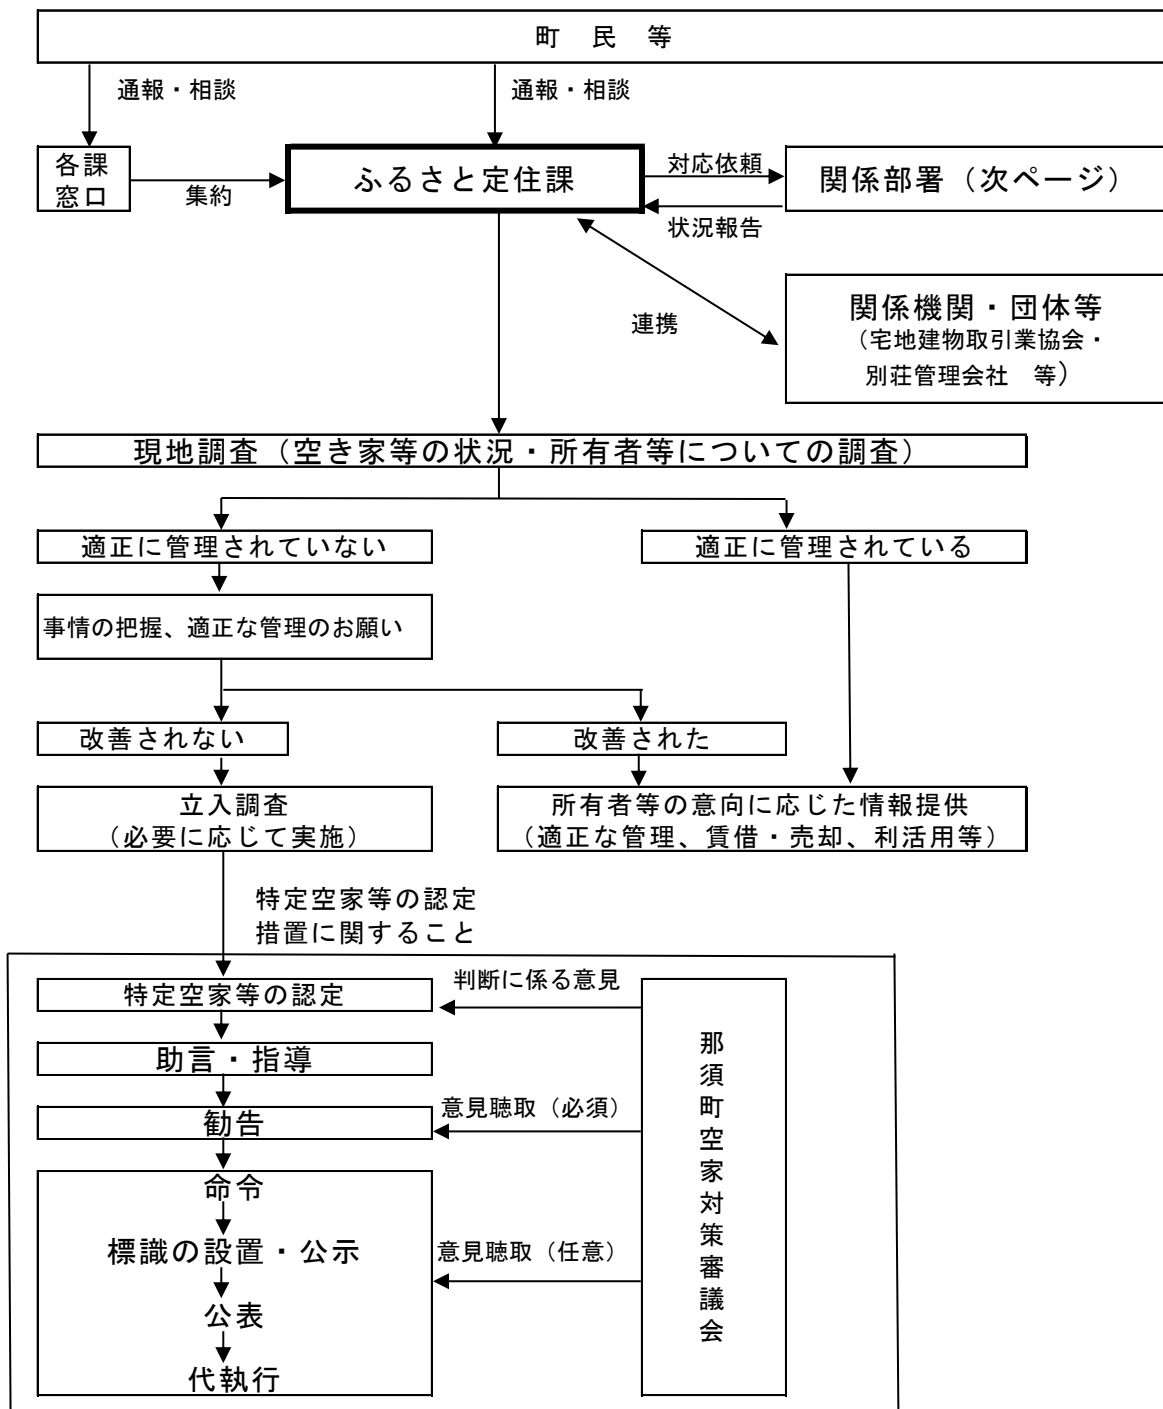 町 民 等
通報・相談
通報・相談
各課
窓口
集約
ふるさと定住課
対応依頼
状況報告
関係部署（次ページ）
連携
関係機関・団体等
（宅地建物取引業協会・
別荘管理会社 等）
現地調査（空き家等の状況・所有者等についての調査）
適正に管理されていない
適正に管理されている
事情の把握、適正な管理のお願い
改善されない
改善された
立入調査
（必要に応じて実施）
所有者等の意向に応じた情報提供
（適正な管理、賃借・売却、利活用等）
特定空家等の認定
措置に関すること
特定空家等の認定
判断に係る意見
助言・指導
勧告
意見聴取（必須）
命令
標識の設置・公示
意見聴取（任意）
公表
代執行
那須町空家対策審議会